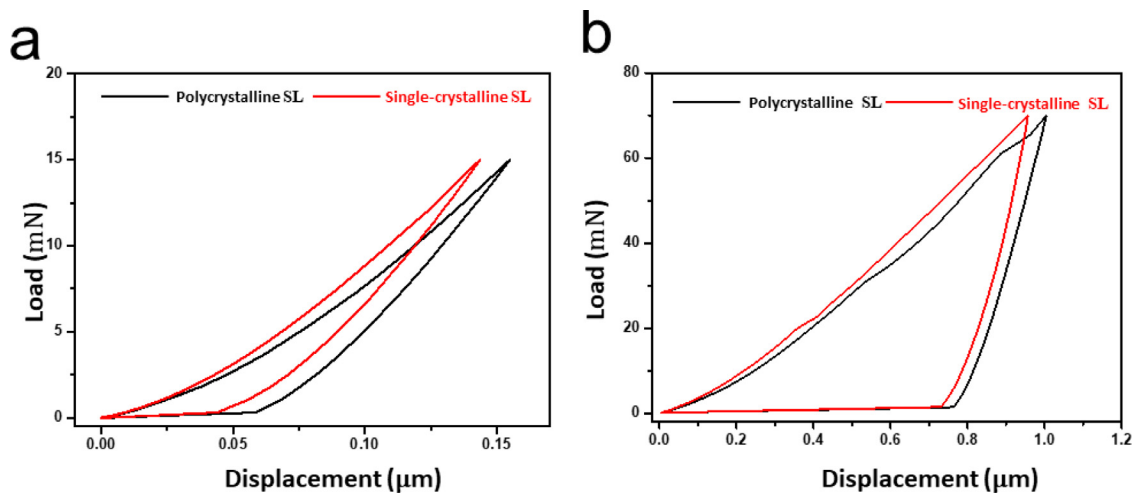 a
20
15
10
5
0
Load (mN)
Polycrystalline SL
Single-crystalline SL
0.00
0.05
0.10
0.15
Displacement (μm)
b
80
60
40
20
0
Load (mN)
Polycrystalline SL
Single-crystalline SL
0.0
0.2
0.4
0.6
0.8
1.0
1.2
Displacement (μm)